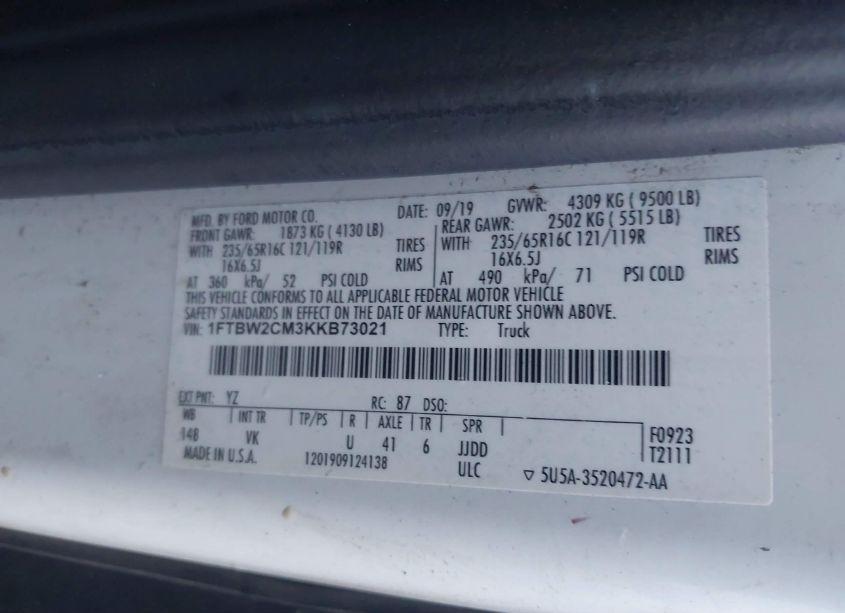 MFD. BY FORD MOTOR CO. DATE: 09/19 GVWR: 4309 KG ( 9500 LB)
FRONT GAWR: 1873 KG ( 4130 LB) REAR GAWR: 2502 KG ( 5515 LB)
WITH 235/65R16C 121/119R TIRES WITH 235/65R16C 121/119R TIRES
16X6.5J RIMS 16X6.5J RIMS
AT 360 kPa/ 52 PSI COLD AT 490 kPa/ 71 PSI COLD
THIS VEHICLE CONFORMS TO ALL APPLICABLE FEDERAL MOTOR VEHICLE
SAFETY STANDARDS IN EFFECT ON THE DATE OF MANUFACTURE SHOWN ABOVE.
VIN: 1FTBW2CM3KKB73021 TYPE: Truck
EXT PNT: YZ RC: 87 DSO:
WB INT TR TP/PS R AXLE TR SPR
148 VK U 41 6 JJDD
F0923
T2111
MADE IN U.S.A. 1201909124138 ULC ▽ 5U5A-3520472-AA